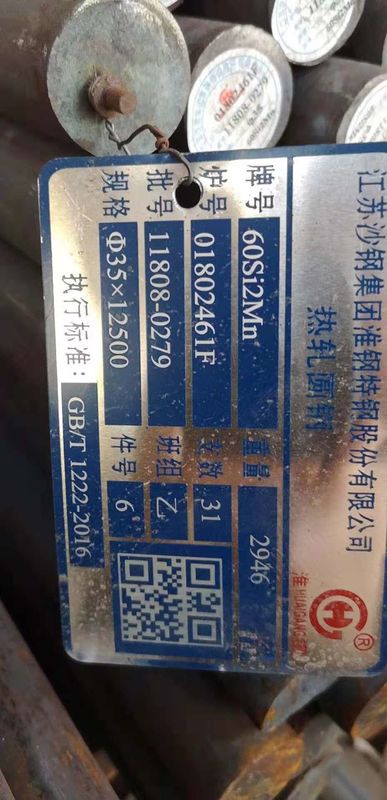 江苏沙钢集团淮钢特钢股份有限公司
热轧圆钢
®
淮 HUAIGANG
牌号 60Si2Mn 重量 2946
炉号 01802461F 支数 31
批号 11808-0279 班组 乙
规格 Φ35×12500 件号 6
执行标准: GB/T 1222-2016